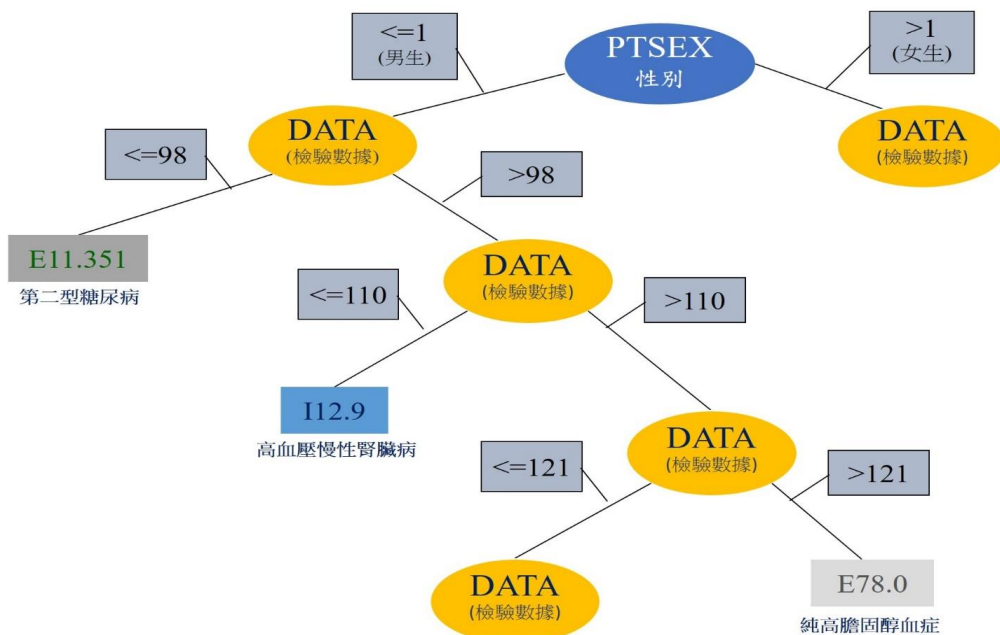 <=1
(男生)
PTSEX
性別
>1
(女生)
DATA
(檢驗數據)
DATA
(檢驗數據)
<=98
>98
E11.351
第二型糖尿病
DATA
(檢驗數據)
<=110
>110
I12.9
高血壓慢性腎臟病
DATA
(檢驗數據)
<=121
>121
DATA
(檢驗數據)
E78.0
純高膽固醇血症